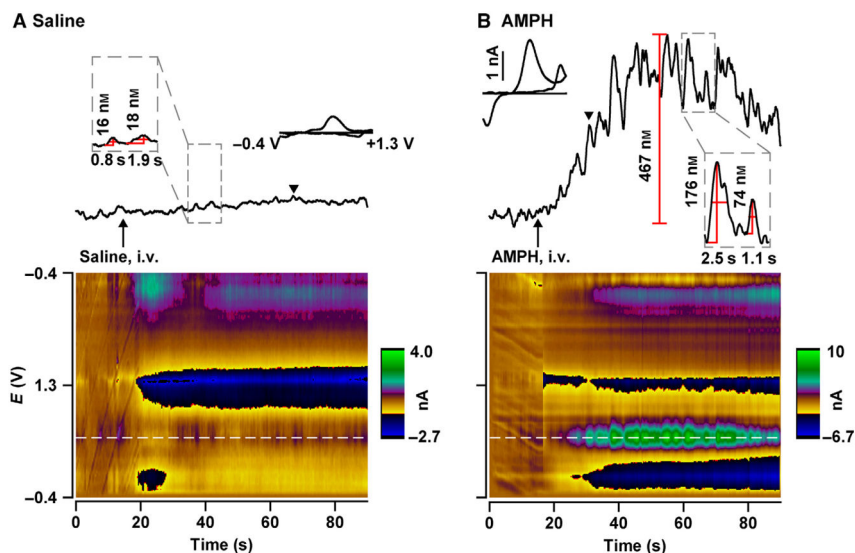 A Saline
16 nM
18 nM
0.8 s 1.9 s
−0.4 V
+1.3 V
Saline, i.v.
−0.4
1.3
−0.4
E (V)
0 20 40 60 80
Time (s)
4.0
nA
−2.7
B AMPH
1 nA
467 nM
176 nM
74 nM
2.5 s 1.1 s
AMPH, i.v.
0 20 40 60 80
Time (s)
10
nA
−6.7